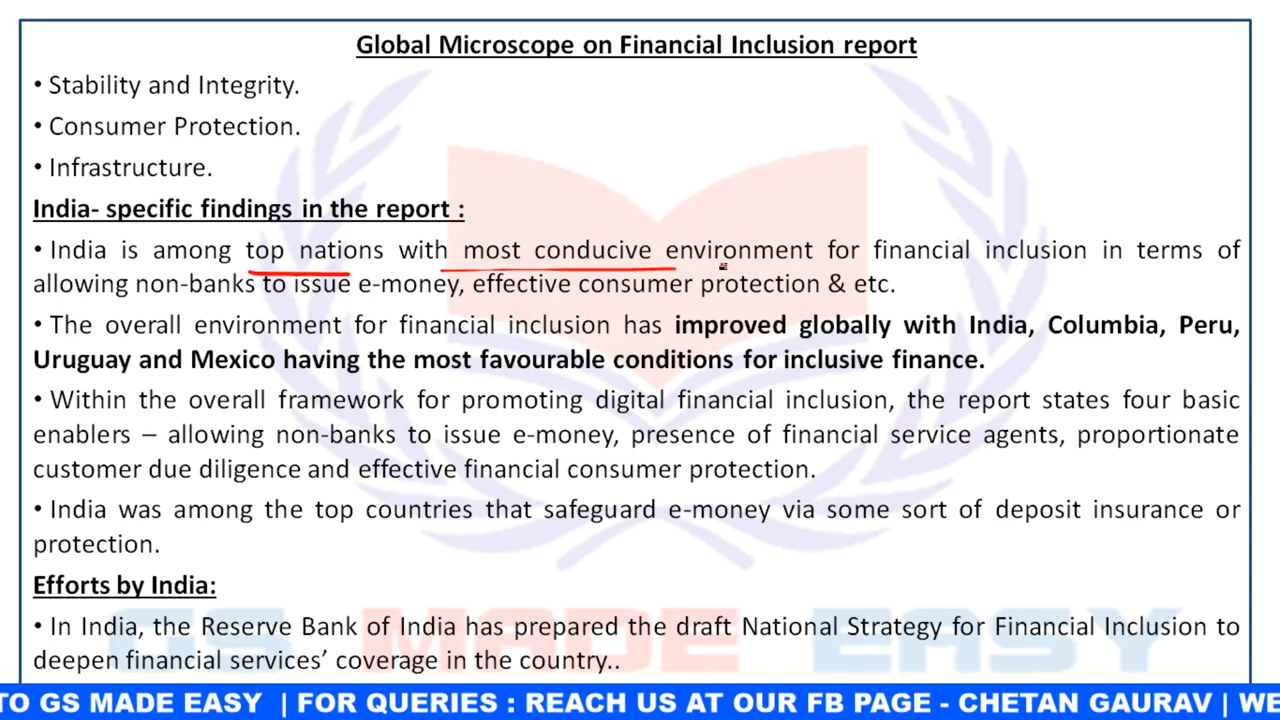 Global Microscope on Financial Inclusion report
• Stability and Integrity.
• Consumer Protection.
• Infrastructure.
India- specific findings in the report :
• India is among top nations with most conducive environment for financial inclusion in terms of
allowing non-banks to issue e-money, effective consumer protection & etc.
• The overall environment for financial inclusion has improved globally with India, Columbia, Peru,
Uruguay and Mexico having the most favourable conditions for inclusive finance.
• Within the overall framework for promoting digital financial inclusion, the report states four basic
enablers – allowing non-banks to issue e-money, presence of financial service agents, proportionate
customer due diligence and effective financial consumer protection.
• India was among the top countries that safeguard e-money via some sort of deposit insurance or
protection.
Efforts by India:
• In India, the Reserve Bank of India has prepared the draft National Strategy for Financial Inclusion to
deepen financial services’ coverage in the country..
GS MADE EASY
TO GS MADE EASY | FOR QUERIES : REACH US AT OUR FB PAGE - CHETAN GAURAV | WE